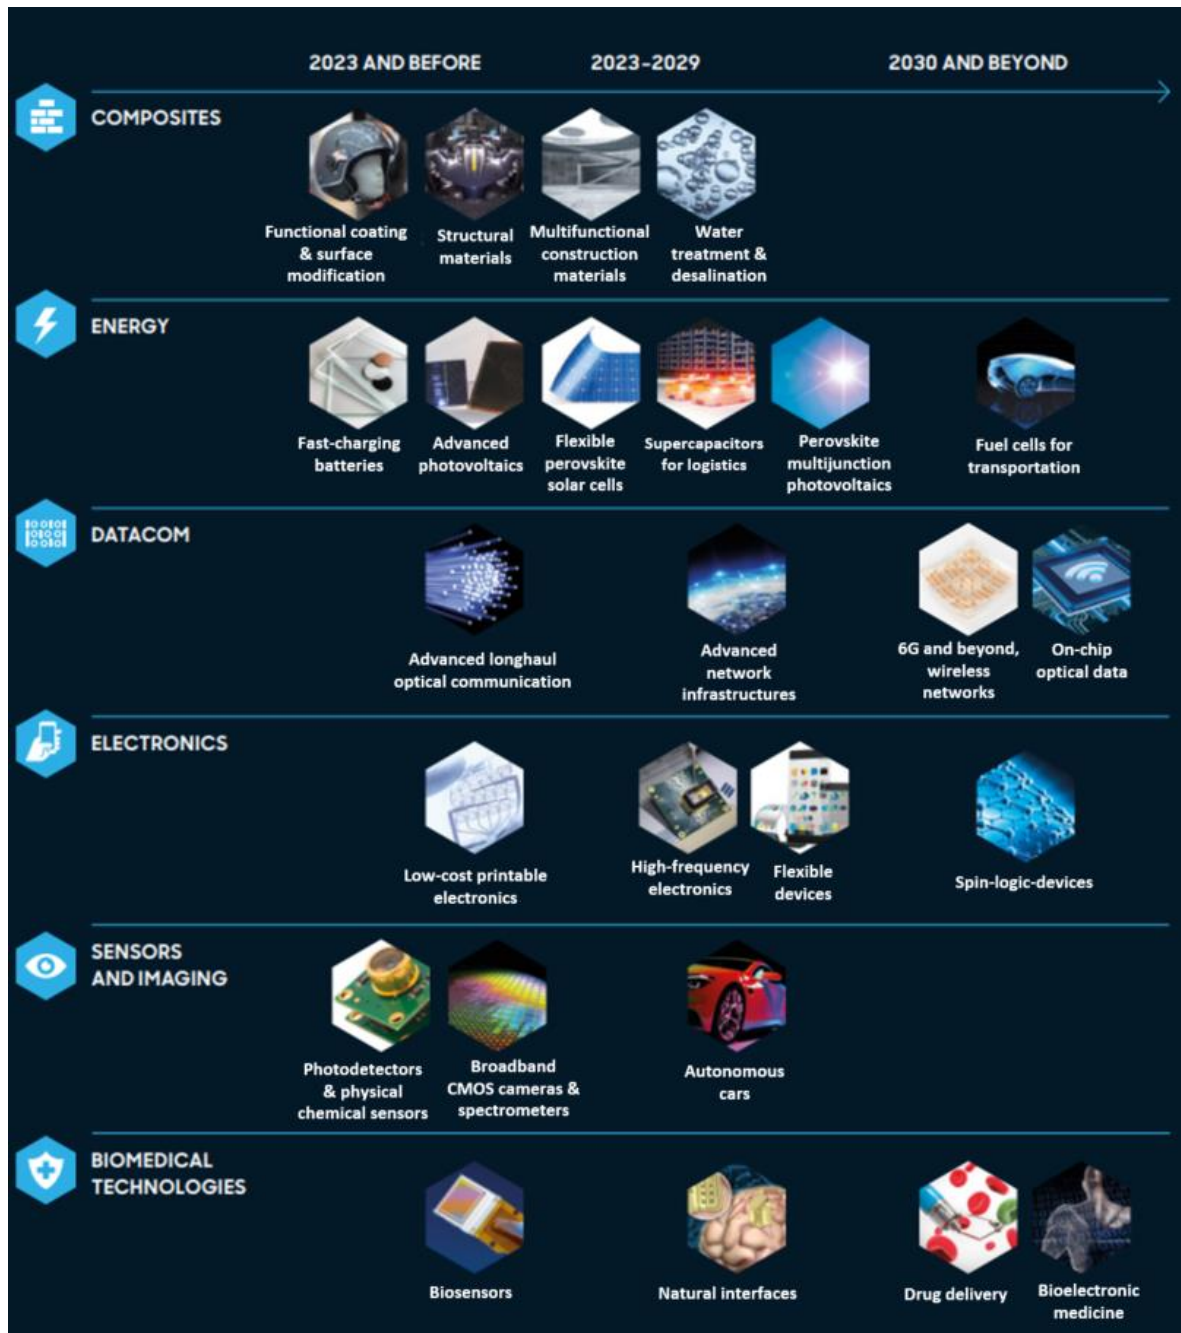 2023 AND BEFORE
2023-2029
2030 AND BEYOND
COMPOSITES
Functional coating
& surface
modification
Structural
materials
Multifunctional
construction
materials
Water
treatment &
desalination
ENERGY
Fast-charging
batteries
Advanced
photovoltaics
Flexible
perovskite
solar cells
Supercapacitors
for logistics
Perovskite
multijunction
photovoltaics
Fuel cells for
transportation
DATACOM
Advanced longhaul
optical communication
Advanced
network
infrastructures
6G and beyond,
wireless
networks
On-chip
optical data
ELECTRONICS
Low-cost printable
electronics
High-frequency
electronics
Flexible
devices
Spin-logic-devices
SENSORS
AND IMAGING
Photodetectors
& physical
chemical sensors
Broadband
CMOS cameras &
spectrometers
Autonomous
cars
BIOMEDICAL
TECHNOLOGIES
Biosensors
Natural interfaces
Drug delivery
Bioelectronic
medicine